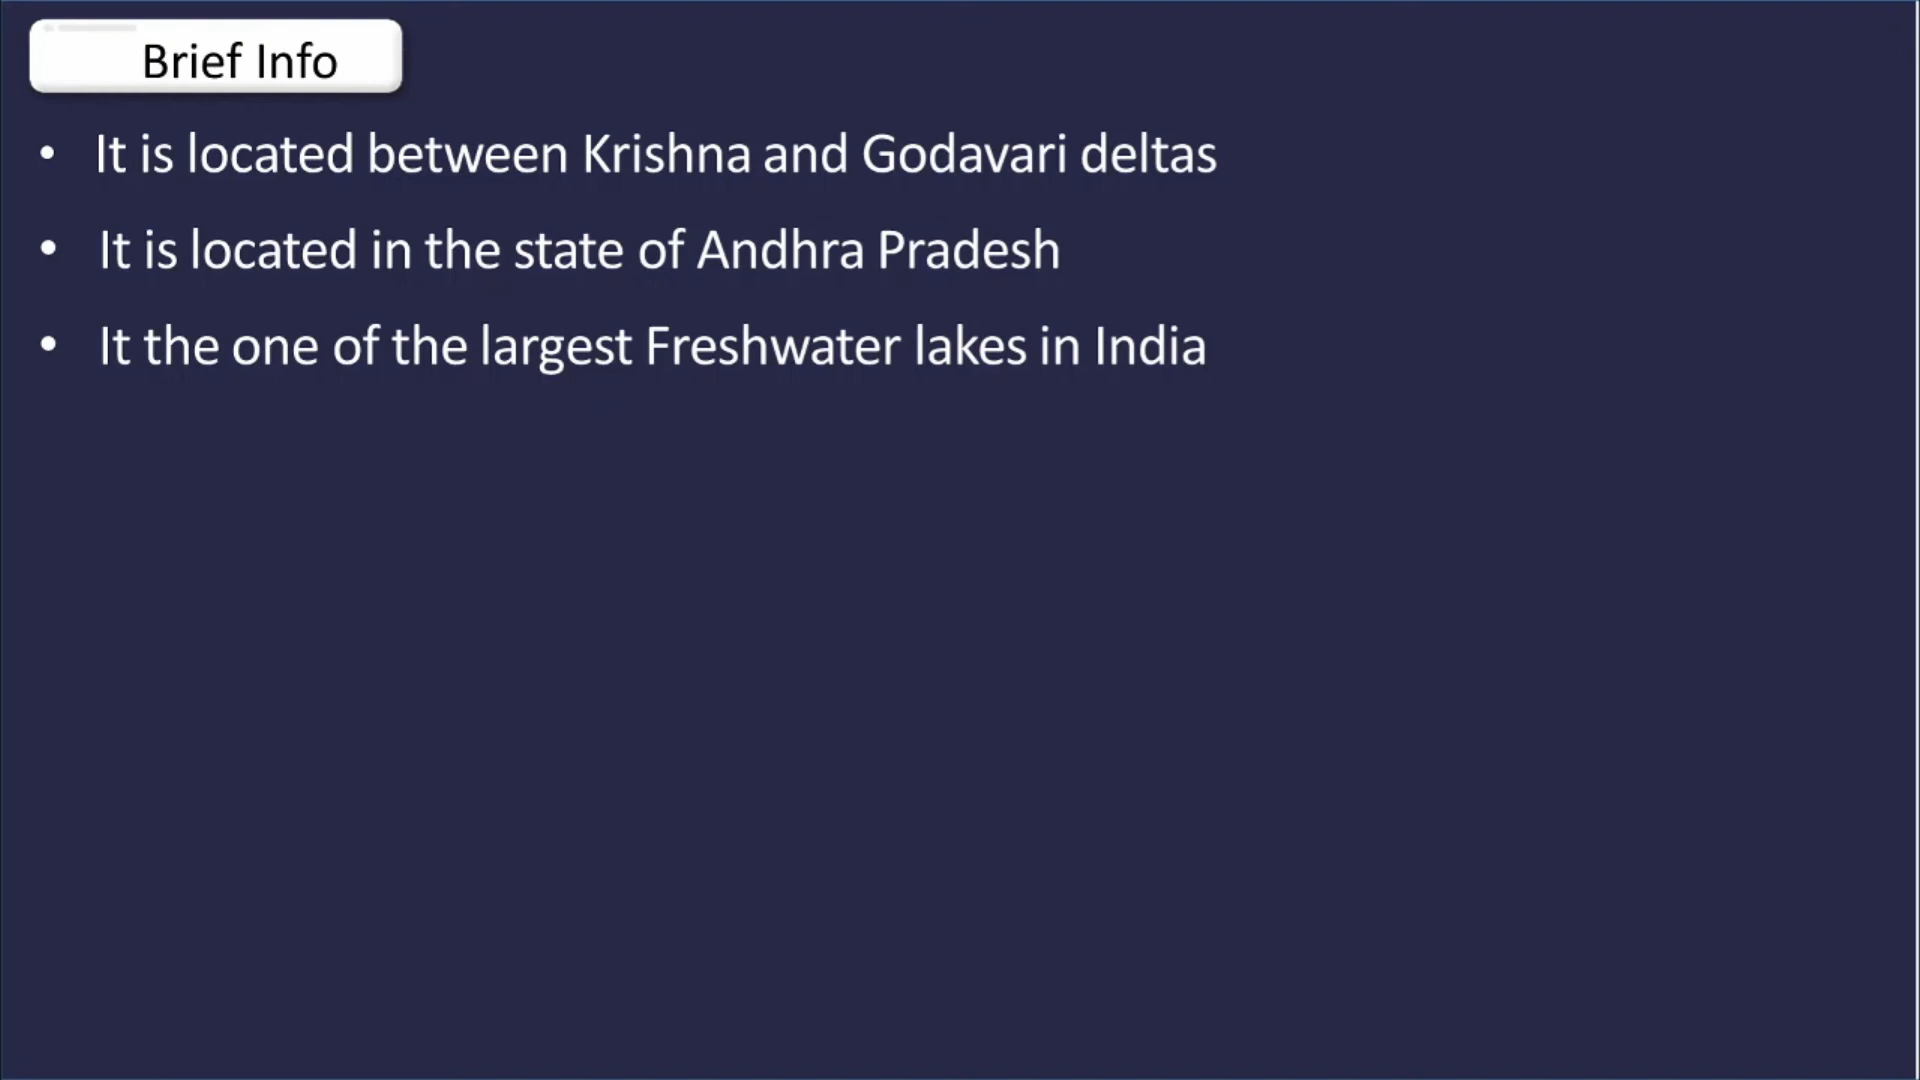 Brief Info
• It is located between Krishna and Godavari deltas
• It is located in the state of Andhra Pradesh
• It the one of the largest Freshwater lakes in India